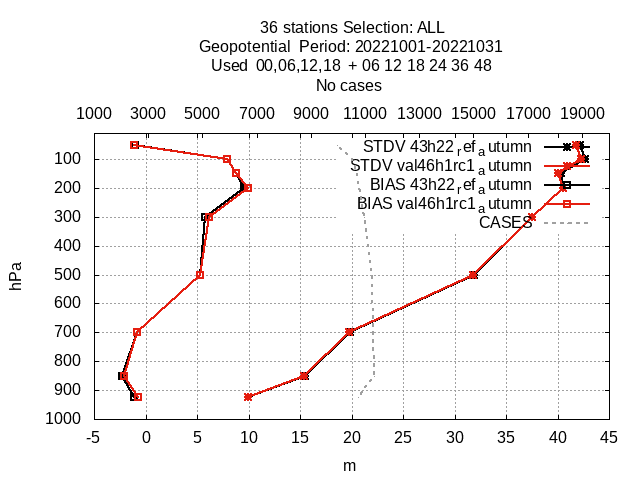 36 stations Selection: ALL
Geopotential Period: 20221001-20221031
Used 00,06,12,18 + 06 12 18 24 36 48
No cases
1000 3000 5000 7000 9000 11000 13000 15000 17000 19000
STDV 43h22_ref_autumn
STDV val46h1rc1_autumn
BIAS 43h22_ref_autumn
BIAS val46h1rc1_autumn
CASES
100
200
300
400
500
600
700
800
900
1000
hPa
-5 0 5 10 15 20 25 30 35 40 45
m